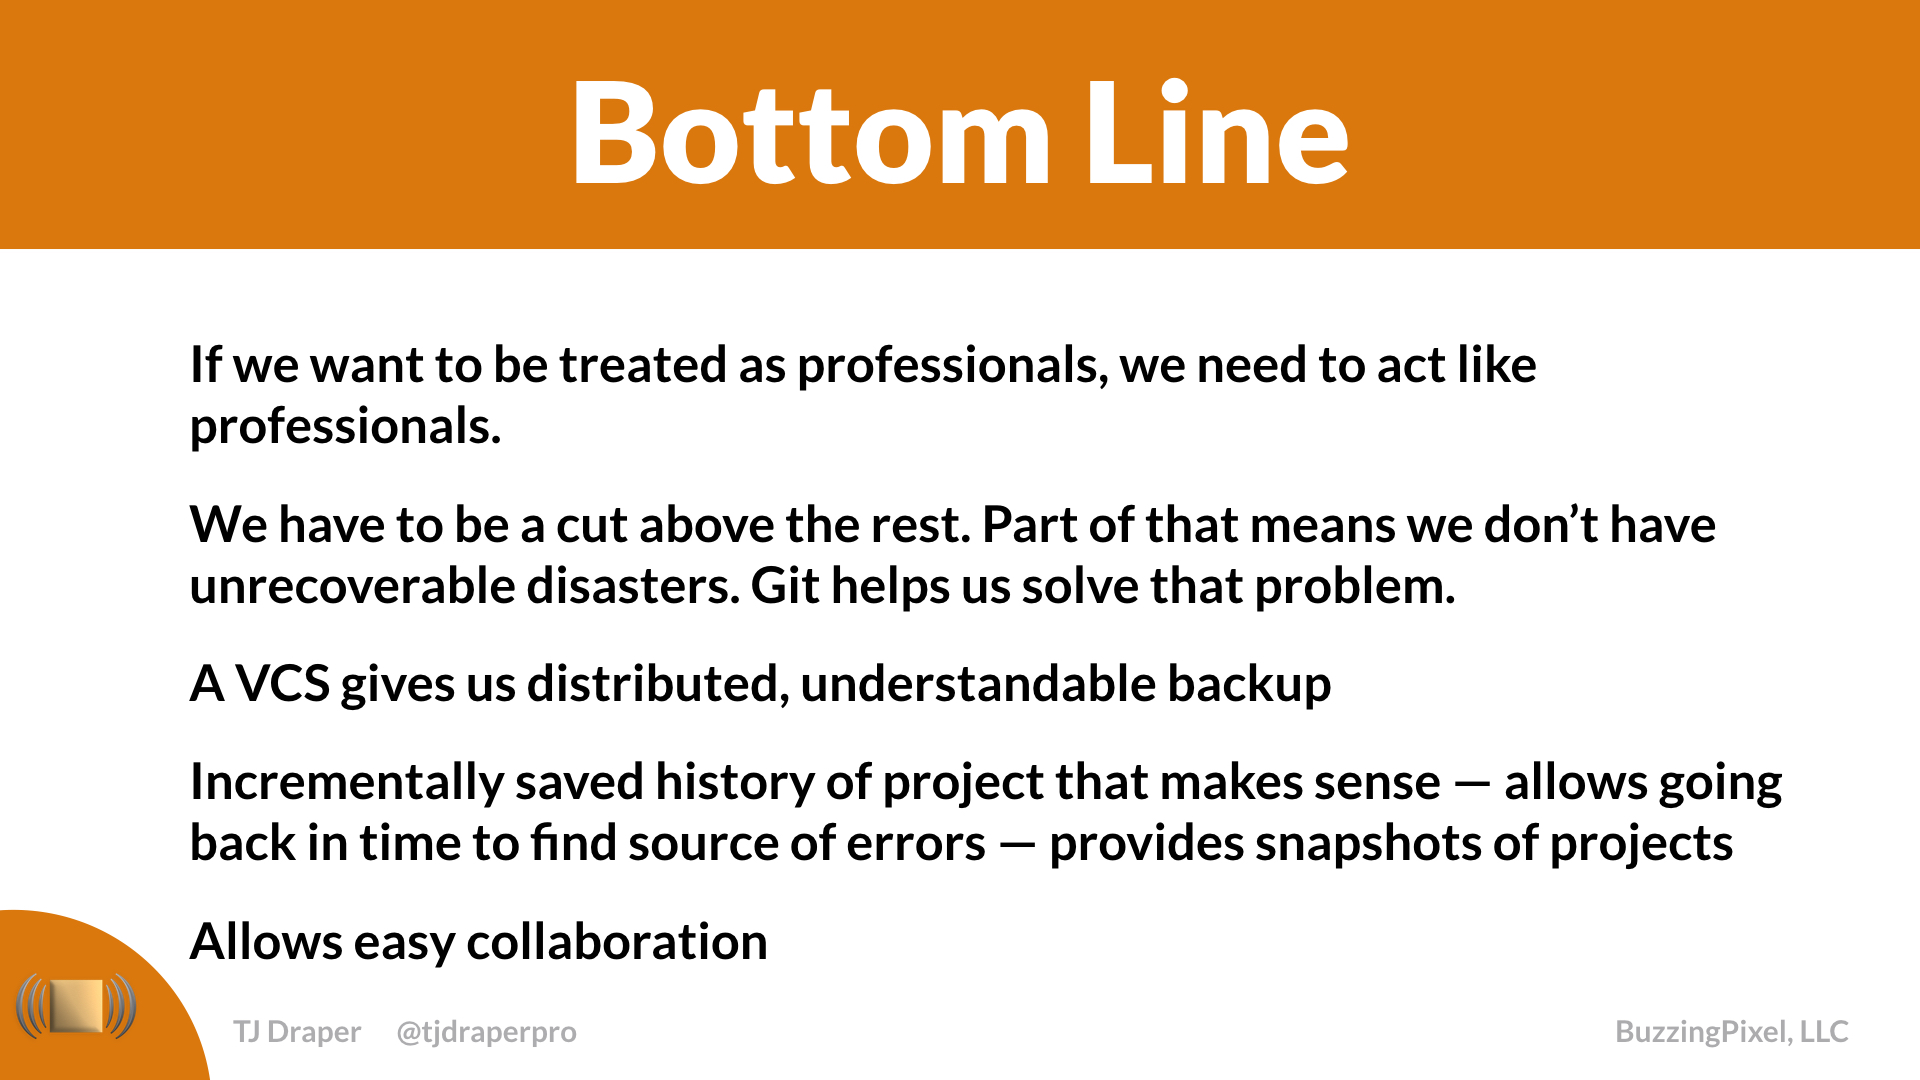 Bottom Line
If we want to be treated as professionals, we need to act like
professionals.
We have to be a cut above the rest. Part of that means we don’t have
unrecoverable disasters. Git helps us solve that problem.
A VCS gives us distributed, understandable backup
Incrementally saved history of project that makes sense — allows going
back in time to find source of errors — provides snapshots of projects
Allows easy collaboration
TJ Draper @tjdraperpro
BuzzingPixel, LLC